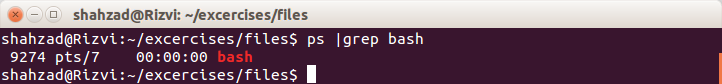 shahzad@Rizvi: ~/excercises/files
shahzad@Rizvi:~/excercises/files$ ps |grep bash
 9274 pts/7    00:00:00 bash
shahzad@Rizvi:~/excercises/files$